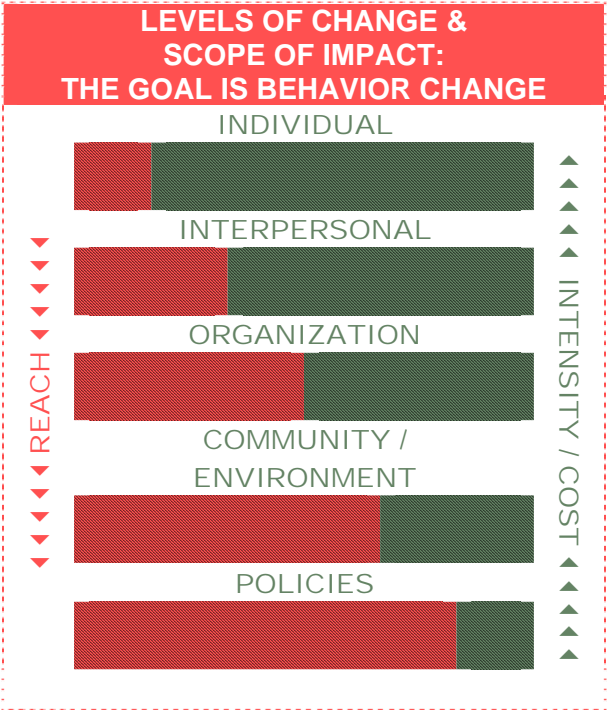 LEVELS OF CHANGE &
SCOPE OF IMPACT:
THE GOAL IS BEHAVIOR CHANGE
INDIVIDUAL
INTERPERSONAL
ORGANIZATION
COMMUNITY /
ENVIRONMENT
POLICIES
REACH
INTENSITY / COST